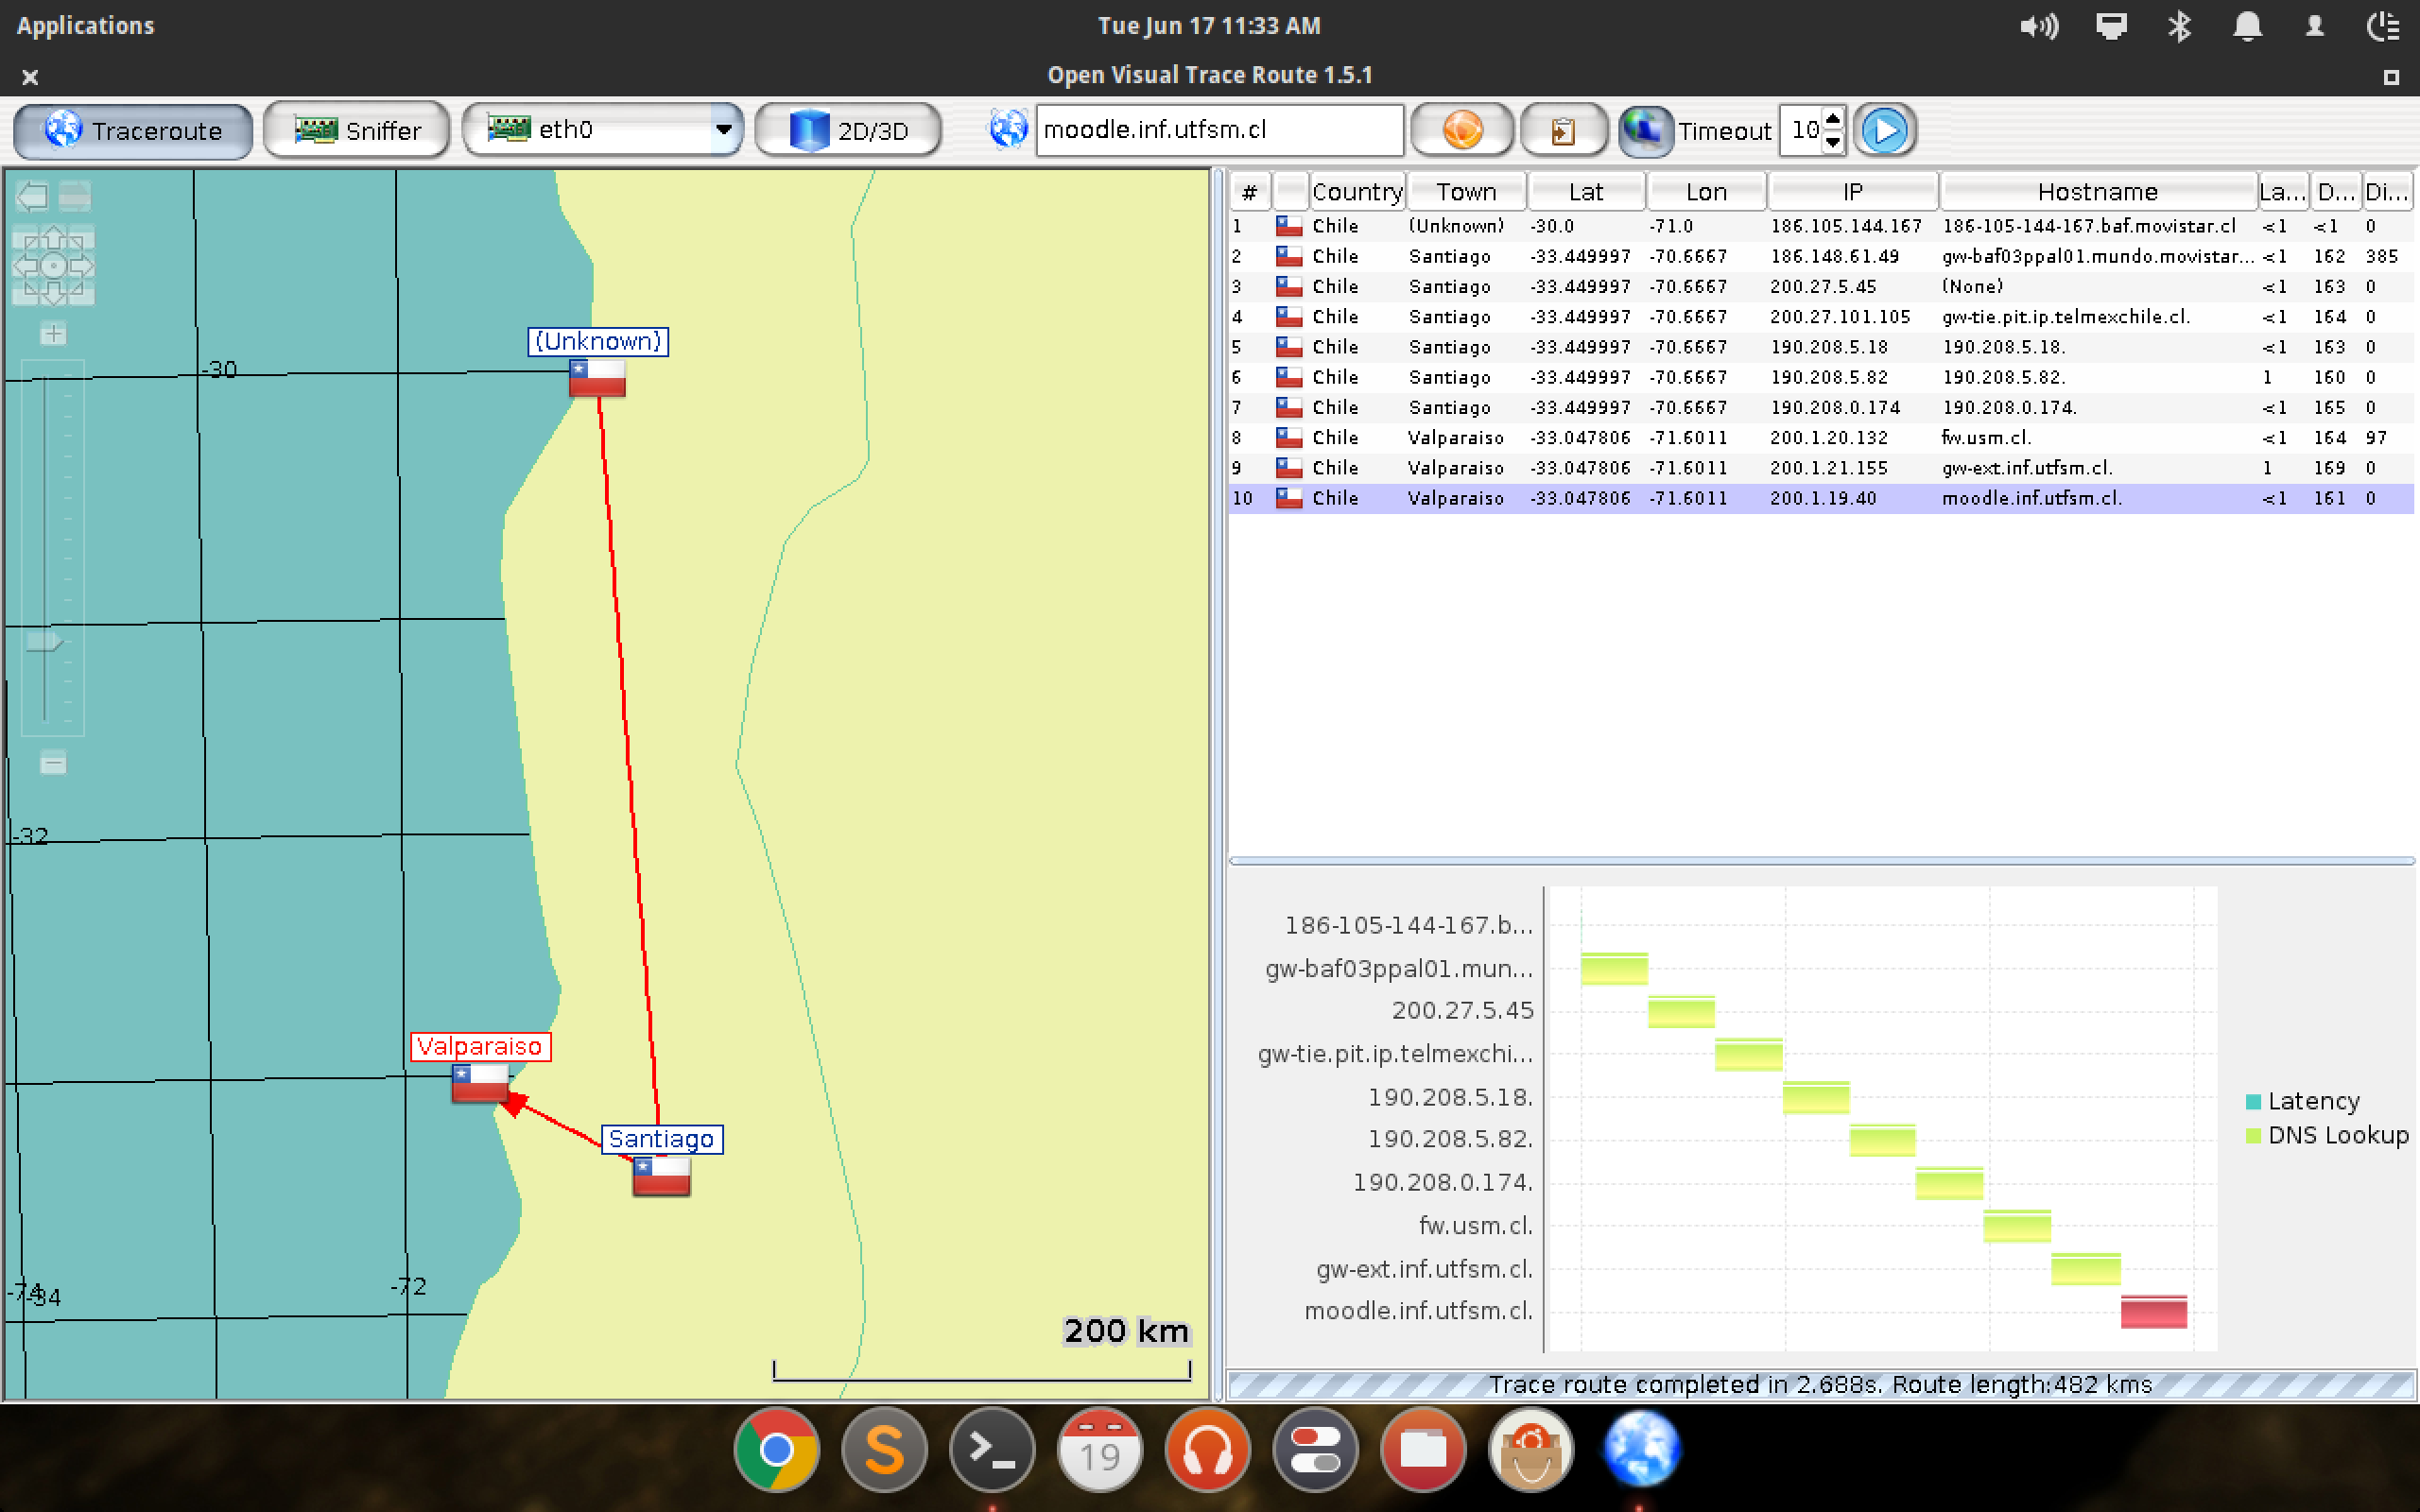 Applications
Tue Jun 17 11:33 AM
Open Visual Trace Route 1.5.1
Traceroute
Sniffer
eth0
2D/3D
moodle.inf.utfsm.cl
Timeout
10
(Unknown)
-30
-32
Valparaiso
Santiago
-72
-74
-34
200 km
# Country Town Lat Lon IP Hostname La... D... Di...
1 Chile (Unknown) -30.0 -71.0 186.105.144.167 186-105-144-167.baf.movistar.cl <1 <1 0
2 Chile Santiago -33.449997 -70.6667 186.148.61.49 gw-baf03ppal01.mundo.movistar... <1 162 385
3 Chile Santiago -33.449997 -70.6667 200.27.5.45 (None) <1 163 0
4 Chile Santiago -33.449997 -70.6667 200.27.101.105 gw-tie.pit.ip.telmexchile.cl. <1 164 0
5 Chile Santiago -33.449997 -70.6667 190.208.5.18 190.208.5.18. <1 163 0
6 Chile Santiago -33.449997 -70.6667 190.208.5.82 190.208.5.82. 1 160 0
7 Chile Santiago -33.449997 -70.6667 190.208.0.174 190.208.0.174. <1 165 0
8 Chile Valparaiso -33.047806 -71.6011 200.1.20.132 fw.usm.cl. <1 164 97
9 Chile Valparaiso -33.047806 -71.6011 200.1.21.155 gw-ext.inf.utfsm.cl. 1 169 0
10 Chile Valparaiso -33.047806 -71.6011 200.1.19.40 moodle.inf.utfsm.cl. <1 161 0
186-105-144-167.b...
gw-baf03ppal01.mun...
200.27.5.45
gw-tie.pit.ip.telmexchi...
190.208.5.18.
190.208.5.82.
190.208.0.174.
fw.usm.cl.
gw-ext.inf.utfsm.cl.
moodle.inf.utfsm.cl.
Latency
DNS Lookup
Trace route completed in 2.688s. Route length:482 kms
S
19